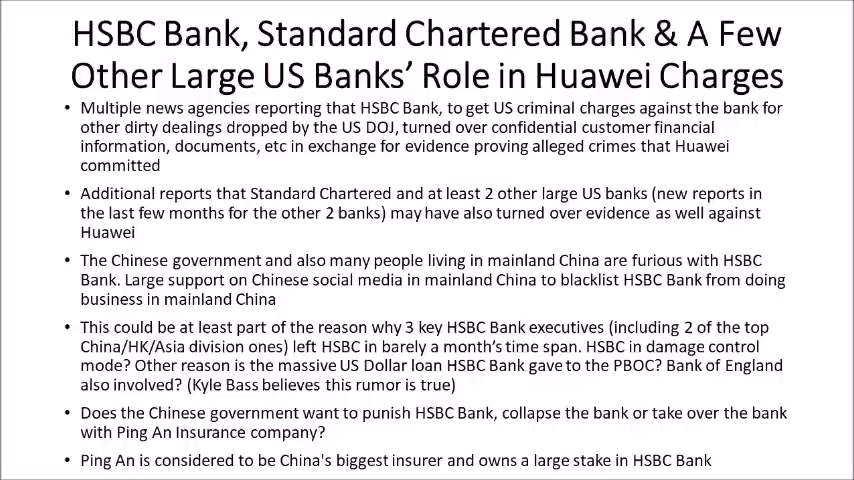 HSBC Bank, Standard Chartered Bank & A Few
Other Large US Banks' Role in Huawei Charges
• Multiple news agencies reporting that HSBC Bank, to get US criminal charges against the bank for
other dirty dealings dropped by the US DOJ, turned over confidential customer financial
information, documents, etc in exchange for evidence proving alleged crimes that Huawei
committed
• Additional reports that Standard Chartered and at least 2 other large US banks (new reports in
the last few months for the other 2 banks) may have also turned over evidence as well against
Huawei
• The Chinese government and also many people living in mainland China are furious with HSBC
Bank. Large support on Chinese social media in mainland China to blacklist HSBC Bank from doing
business in mainland China
• This could be at least part of the reason why 3 key HSBC Bank executives (including 2 of the top
China/HK/Asia division ones) left HSBC in barely a month's time span. HSBC in damage control
mode? Other reason is the massive US Dollar loan HSBC Bank gave to the PBOC? Bank of England
also involved? (Kyle Bass believes this rumor is true)
• Does the Chinese government want to punish HSBC Bank, collapse the bank or take over the bank
with Ping An Insurance company?
• Ping An is considered to be China's biggest insurer and owns a large stake in HSBC Bank